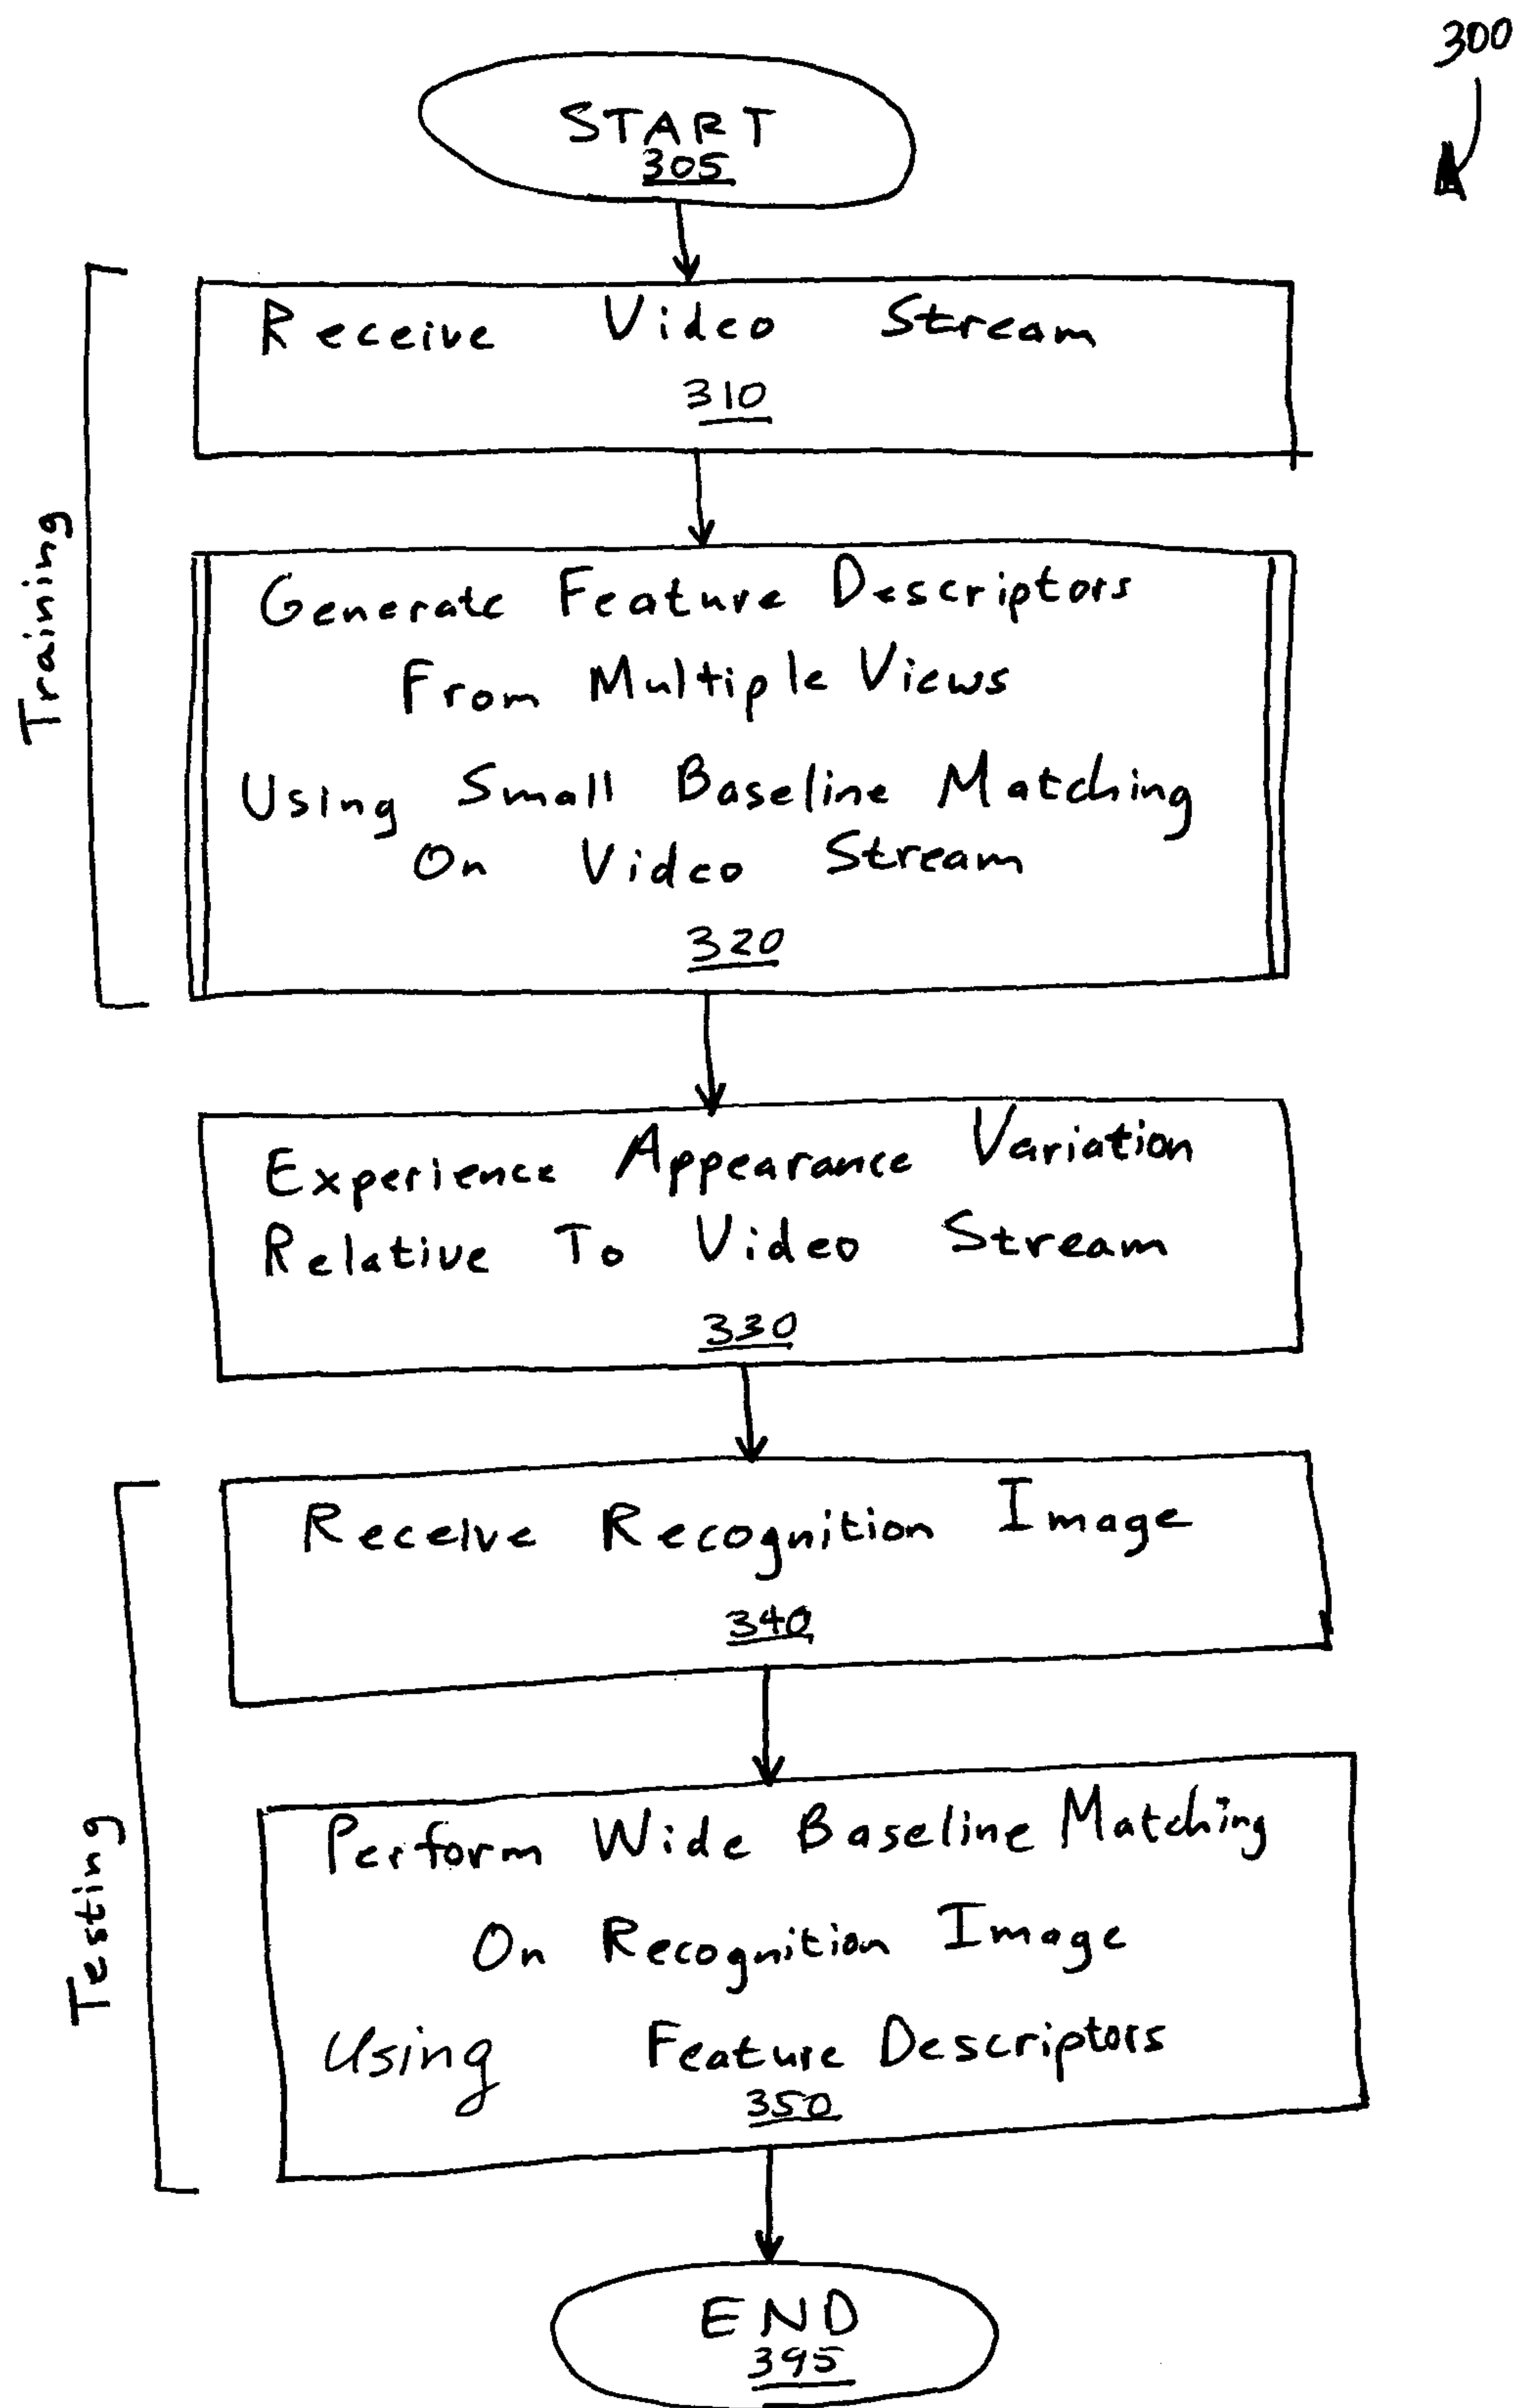 300
START
305
Receive Video Stream
310
Training
Generate Feature Descriptors
From Multiple Views
Using Small Baseline Matching
On Video Stream
320
Experience Appearance Variation
Relative To Video Stream
330
Receive Recognition Image
340
Testing
Perform Wide Baseline Matching
On Recognition Image
Using Feature Descriptors
350
END
395